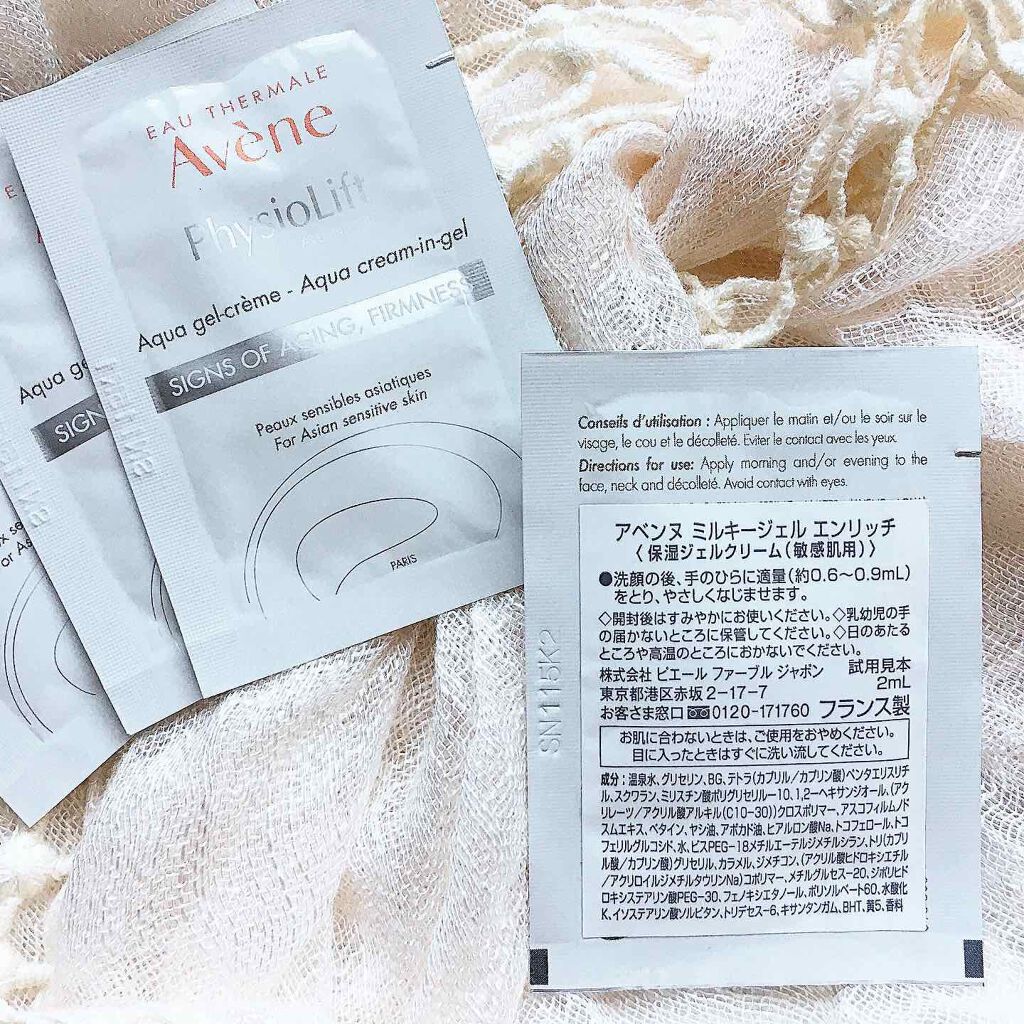 EAU THERMALE
Avène
PhysioLift
Aqua gel-crème - Aqua cream-in-gel
SIGNS OF AGING, FIRMNESS
Peaux sensibles asiatiques
For Asian sensitive skin
PARIS
Aqua ge
SIGN
Conseils d'utilisation : Appliquer le matin et/ou le soir sur le
visage, le cou et le décolleté. Eviter le contact avec les yeux.
Directions for use: Apply morning and/or evening to the
face, neck and décolleté. Avoid contact with eyes.
アベンヌ ミルキージェル エンリッチ
〈保湿ジェルクリーム(敏感肌用)〉
●洗顔の後、手のひらに適量(約0.6〜0.9mL)
をとり、やさしくなじませます。
◇開封後はすみやかにお使いください。◇乳幼児の手
の届かないところに保管してください。◇日のあたる
ところや高温のところにおかないでください。
株式会社 ピエール ファーブル ジャポン 試用見本
東京都港区赤坂2-17-7 2mL
お客さま窓口 0120-171760 フランス製
お肌に合わないときは、ご使用をおやめください。
目に入ったときはすぐに洗い流してください。
成分:温泉水、グリセリン、BG、テトラ(カプリル/カプリン酸)ペンタエリスリチ
ル、スクワラン、ミリスチン酸ポリグリセリル-10、1,2-ヘキサンジオール、(アク
リレーツ/アクリル酸アルキル(C10-30))クロスポリマー、アスコフィルムノド
スムエキス、ベタイン、ヤシ油、アボカド油、ヒアルロン酸Na、トコフェロール、トコ
フェリルグルコシド、水、ビスPEG-18メチルエーテルジメチルシラン、トリ(カプリ
ル酸/カプリン酸)グリセリル、カラメル、ジメチコン、(アクリル酸ヒドロキシエチル
/アクリロイルジメチルタウリンNa)コポリマー、メチルグルセス-20、ジポリヒド
ロキシステアリン酸PEG-30、フェノキシエタノール、ポリソルベート60、水酸化
K、イソステアリン酸ソルビタン、トリデセス-6、キサンタンガム、BHT、黄5、香料
SN115K2